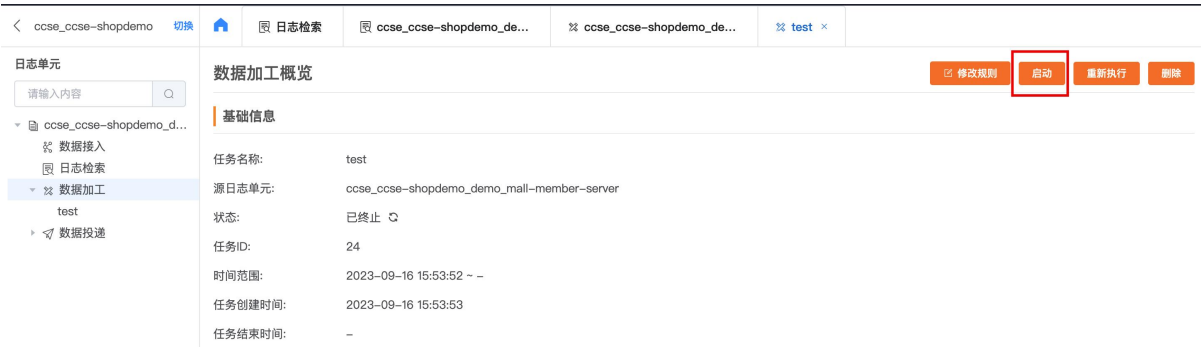 ccse_ccse-shopdemo 切换 日志检索 ccse_ccse-shopdemo_de... ccse_ccse-shopdemo_de... test ×
日志单元
请输入内容
ccse_ccse-shopdemo_d...
数据接入
日志检索
数据加工
test
数据投递
数据加工概览
修改规则 启动 重新执行 删除
基础信息
任务名称: test
源日志单元: ccse_ccse-shopdemo_demo_mall-member-server
状态: 已终止
任务ID: 24
时间范围: 2023-09-16 15:53:52 ~ -
任务创建时间: 2023-09-16 15:53:53
任务结束时间: -